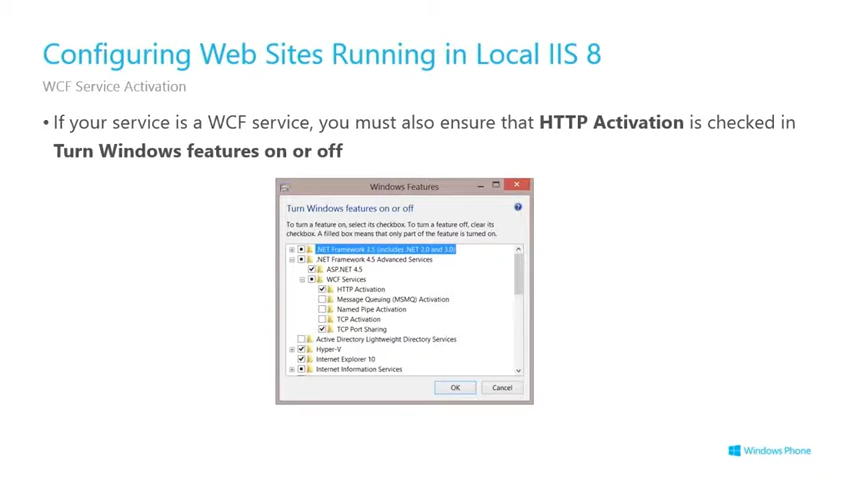 Configuring Web Sites Running in Local IIS 8
WCF Service Activation
• If your service is a WCF service, you must also ensure that HTTP Activation is checked in
Turn Windows features on or off
Windows Features
Turn Windows features on or off
To turn a feature on, select its checkbox. To turn a feature off, clear its
checkbox. A filled box means that only part of the feature is turned on.
.NET Framework 3.5 (includes .NET 2.0 and 3.0)
.NET Framework 4.5 Advanced Services
ASP.NET 4.5
WCF Services
HTTP Activation
Message Queuing (MSMQ) Activation
Named Pipe Activation
TCP Activation
TCP Port Sharing
Active Directory Lightweight Directory Services
Hyper-V
Internet Explorer 10
Internet Information Services
OK Cancel
Windows Phone